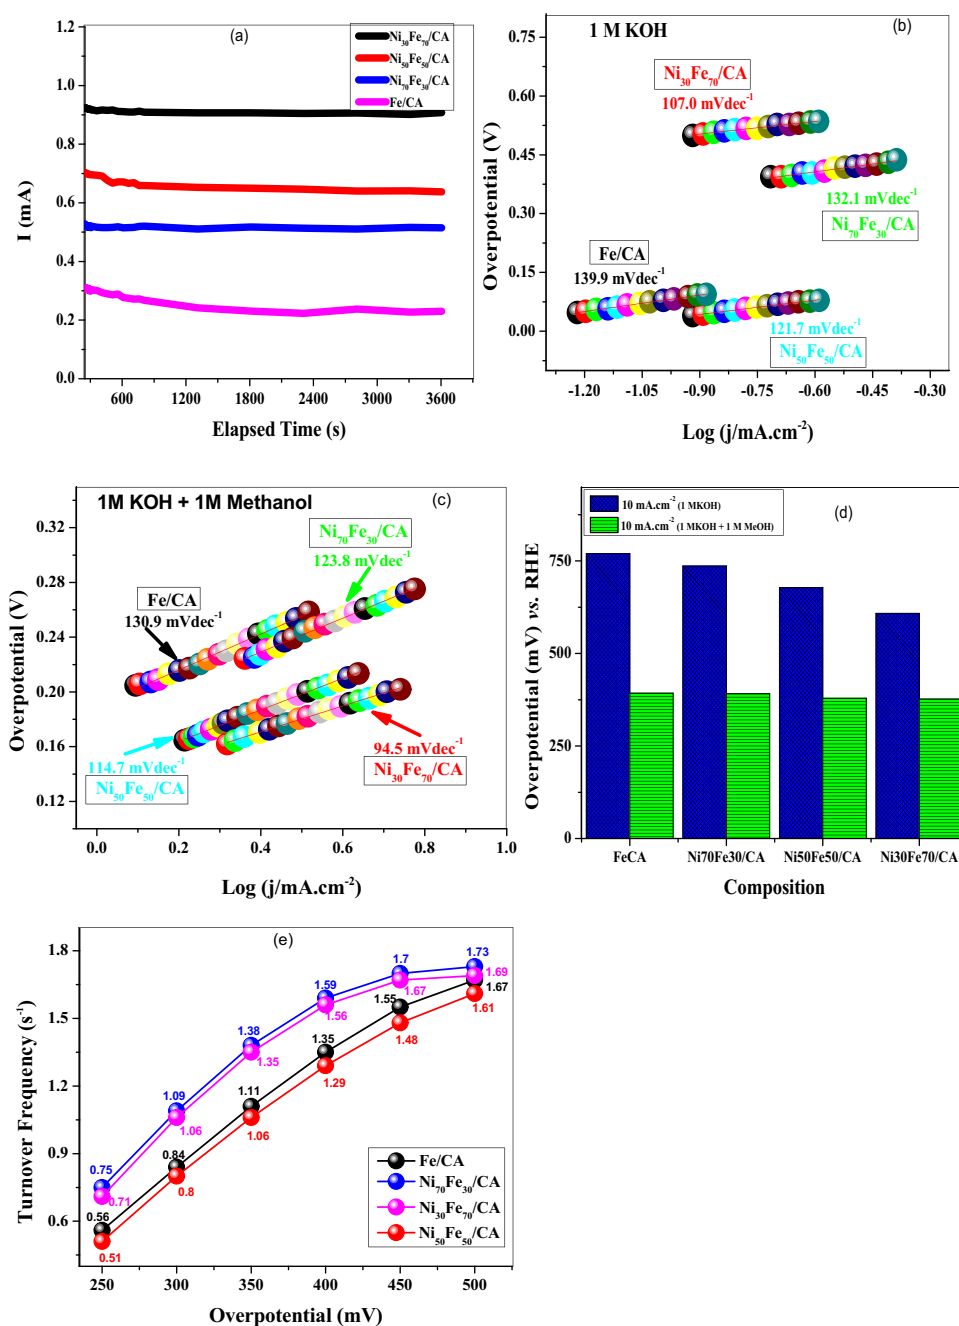 (a)
Ni₃₀Fe₇₀/CA
Ni₅₀Fe₅₀/CA
Ni₇₀Fe₃₀/CA
Fe/CA
1.2
1.0
0.8
0.6
0.4
0.2
0.0
I (mA)
600 1200 1800 2400 3000 3600
Elapsed Time (s)
1 M KOH
(b)
Ni₃₀Fe₇₀/CA
107.0 mVdec⁻¹
132.1 mVdec⁻¹
Ni₇₀Fe₃₀/CA
Fe/CA
139.9 mVdec⁻¹
121.7 mVdec⁻¹
Ni₅₀Fe₅₀/CA
0.75
0.60
0.45
0.30
0.15
0.00
Overpotential (V)
-1.20 -1.05 -0.90 -0.75 -0.60 -0.45 -0.30
Log (j/mA.cm⁻²)
1M KOH + 1M Methanol
(c)
Ni₇₀Fe₃₀/CA
123.8 mVdec⁻¹
Fe/CA
130.9 mVdec⁻¹
94.5 mVdec⁻¹
Ni₃₀Fe₇₀/CA
114.7 mVdec⁻¹
Ni₅₀Fe₅₀/CA
0.32
0.28
0.24
0.20
0.16
0.12
Overpotential (V)
0.0 0.2 0.4 0.6 0.8 1.0
Log (j/mA.cm⁻²)
10 mA.cm⁻² (1 MKOH)
10 mA.cm⁻² (1 MKOH + 1 M MeOH)
(d)
750
500
250
0
Overpotential (mV) vs. RHE
FeCA Ni70Fe30/CA Ni50Fe50/CA Ni30Fe70/CA
Composition
(e)
1.8
1.5
1.2
0.9
0.6
Turnover Frequency (s⁻¹)
0.75 1.09 1.38 1.59 1.7 1.73
0.71 1.06 1.35 1.56 1.67 1.69
0.56 0.84 1.11 1.35 1.55 1.67
0.51 0.8 1.06 1.29 1.48 1.61
Fe/CA
Ni₇₀Fe₃₀/CA
Ni₃₀Fe₇₀/CA
Ni₅₀Fe₅₀/CA
250 300 350 400 450 500
Overpotential (mV)